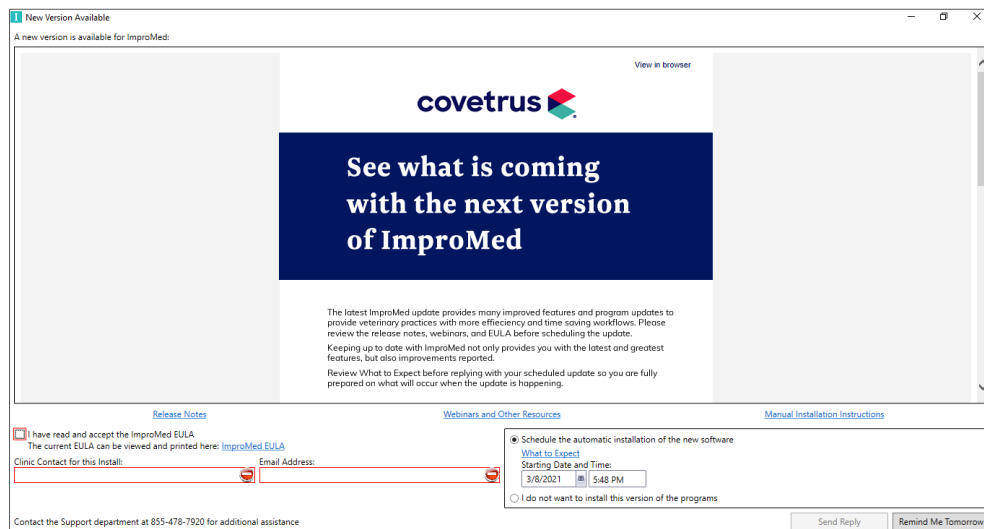 New Version Available
A new version is available for ImproMed:
View in browser
covetrus
See what is coming
with the next version
of ImproMed
The latest ImproMed update provides many improved features and program updates to
provide veterinary practices with more effieciency and time saving workflows. Please
review the release notes, webinars, and EULA before scheduling the update.
Keeping up to date with ImproMed not only provides you with the latest and greatest
features, but also improvements reported.
Review What to Expect before replying with your scheduled update so you are fully
prepared on what will occur when the update is happening.
Release Notes
Webinars and Other Resources
Manual Installation Instructions
I have read and accept the ImproMed EULA
The current EULA can be viewed and printed here: ImproMed EULA
Clinic Contact for this Install:
Email Address:
Schedule the automatic installation of the new software
What to Expect
Starting Date and Time:
3/8/2021
5:48 PM
I do not want to install this version of the programs
Contact the Support department at 855-478-7920 for additional assistance
Send Reply
Remind Me Tomorrow